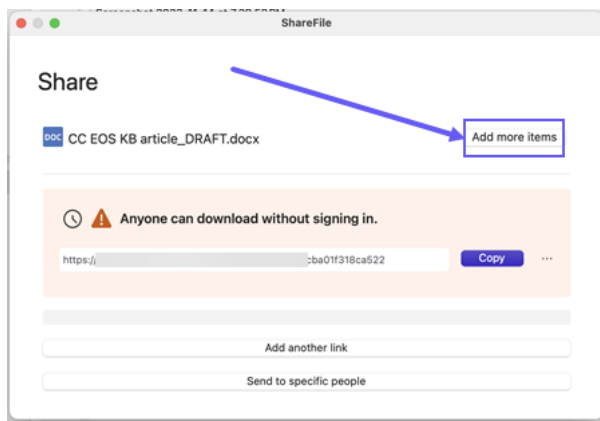 ShareFile
Share
DOC CC EOS KB article_DRAFT.docx Add more items
Anyone can download without signing in.
https:/ cba01f318ca522 Copy ...
Add another link
Send to specific people